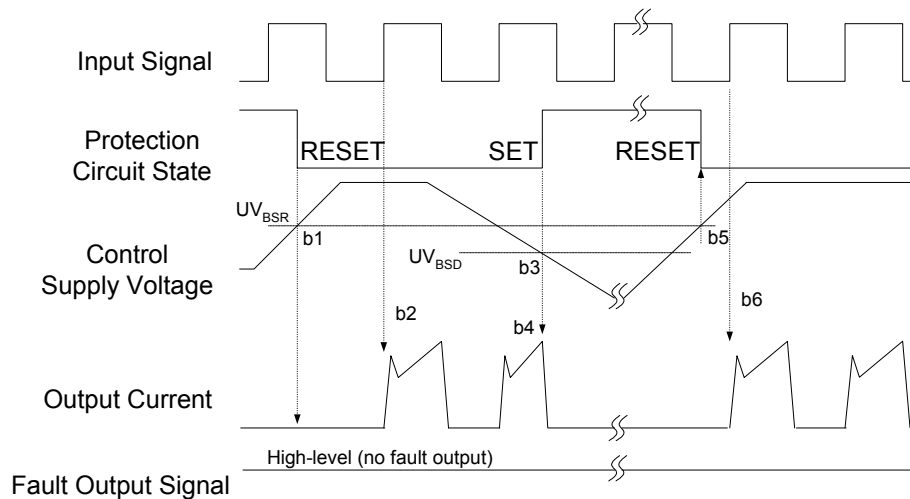 Input Signal
Protection
Circuit State
RESET
SET
RESET
UV_BSR
b1
b5
Control
Supply Voltage
UV_BSD
b3
b2
b4
b6
Output Current
High-level (no fault output)
Fault Output Signal